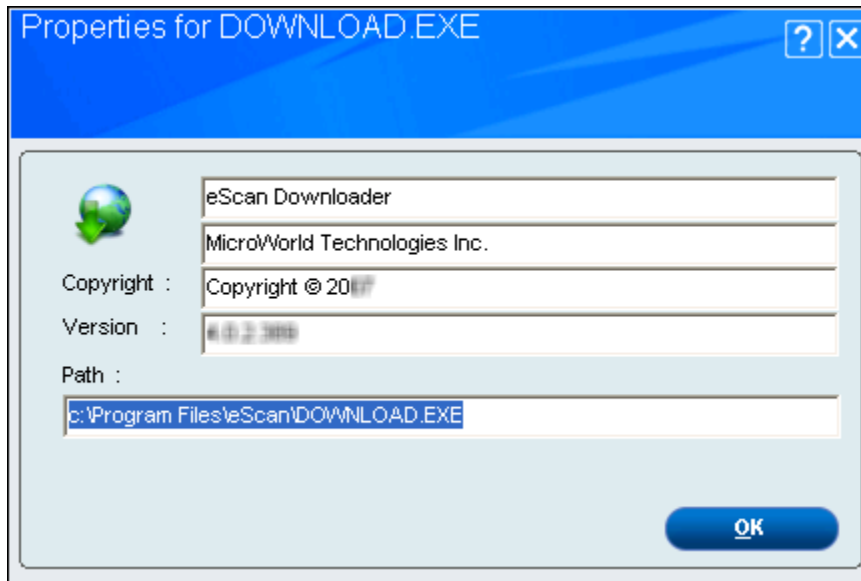 Properties for DOWNLOAD.EXE
eScan Downloader
MicroWorld Technologies Inc.
Copyright :
Copyright © 20
Version :
Path :
c:\Program Files\eScan\DOWNLOAD.EXE
OK